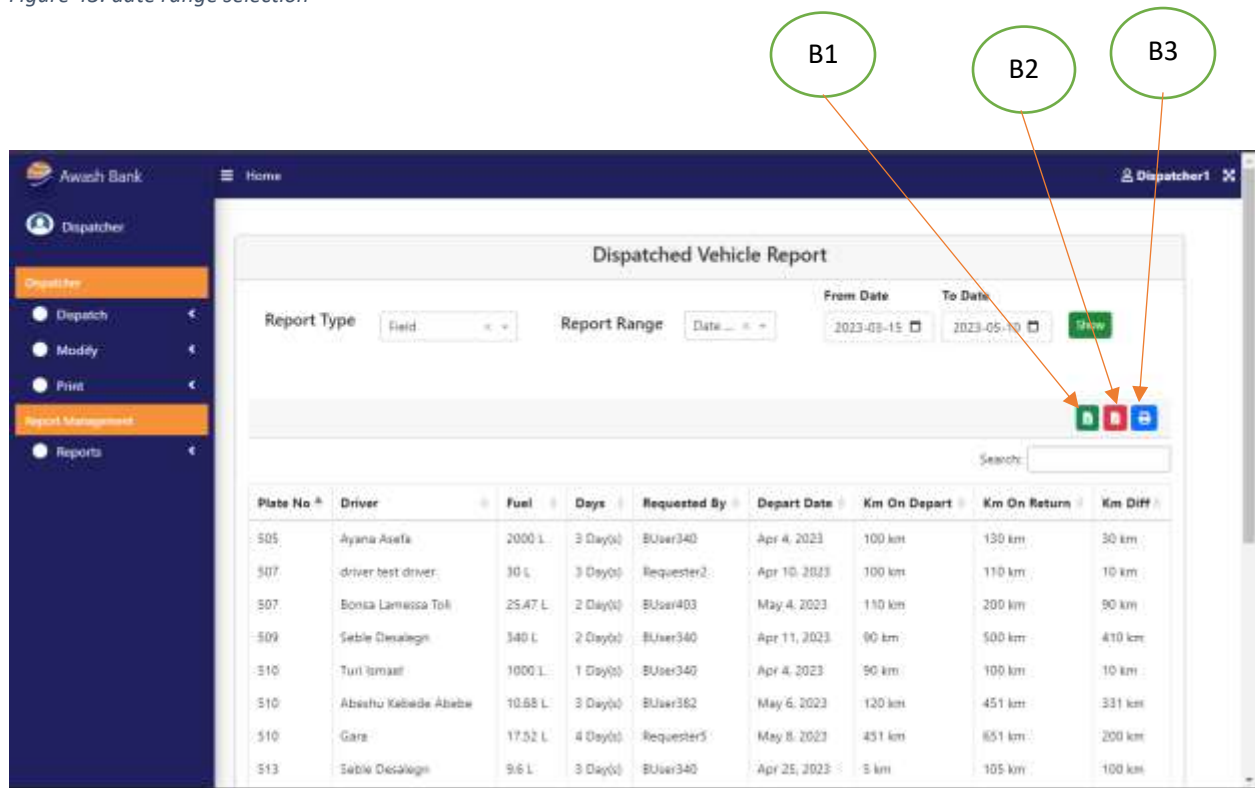 Figure 43: date range selection
B1
B2
B3
Awash Bank
Home
Dispatcher1
Dispatcher
Dispatched Vehicle Report
Dispatcher
From Date To Date
Dispatch
Report Type Field Report Range Date ... 2023-03-15 2023-05-10 Show
Modify
Print
Report Management
Reports
Search:
Plate No Driver Fuel Days Requested By Depart Date Km On Depart Km On Return Km Diff
505 Ayana Asefa 2000 L 3 Day(s) BUser340 Apr 4, 2023 100 km 130 km 30 km
507 driver test driver 30 L 3 Day(s) Requester2 Apr 10, 2023 100 km 110 km 10 km
507 Bonsa Lamessa Toli 25.47 L 2 Day(s) BUser403 May 4, 2023 110 km 200 km 90 km
509 Seble Desalegn 340 L 2 Day(s) BUser340 Apr 11, 2023 90 km 500 km 410 km
510 Turi Ismael 1000 L 1 Day(s) BUser340 Apr 4, 2023 90 km 100 km 10 km
510 Abeshu Kebede Abebe 10.68 L 3 Day(s) BUser382 May 6, 2023 120 km 451 km 331 km
510 Gara 17.52 L 4 Day(s) Requester5 May 8, 2023 451 km 651 km 200 km
513 Seble Desalegn 9.6 L 3 Day(s) BUser340 Apr 25, 2023 5 km 105 km 100 km